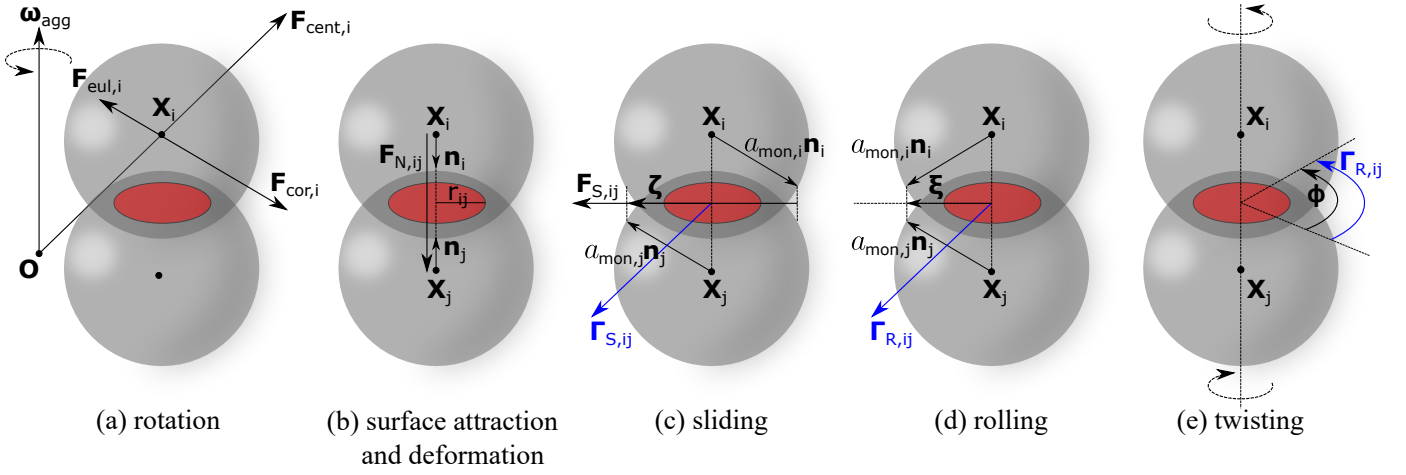 ω_agg
F_cent,i
F_eul,i
X_i
F_cor,i
O
(a) rotation
X_i
F_N,ij
n_i
r_ij
n_j
X_j
(b) surface attraction
and deformation
X_i
a_mon,i n_i
F_S,ij
ζ
a_mon,j n_j
X_j
Γ_S,ij
(c) sliding
X_i
a_mon,i n_i
ξ
a_mon,j n_j
X_j
Γ_R,ij
(d) rolling
X_i
Γ_R,ij
ϕ
X_j
(e) twisting